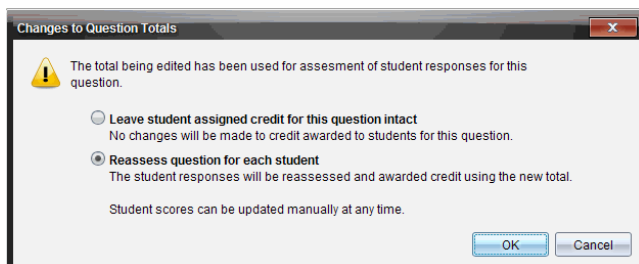 Changes to Question Totals
The total being edited has been used for assesment of student responses for this
question.
Leave student assigned credit for this question intact
No changes will be made to credit awarded to students for this question.
Reassess question for each student
The student responses will be reassessed and awarded credit using the new total.
Student scores can be updated manually at any time.
OK
Cancel